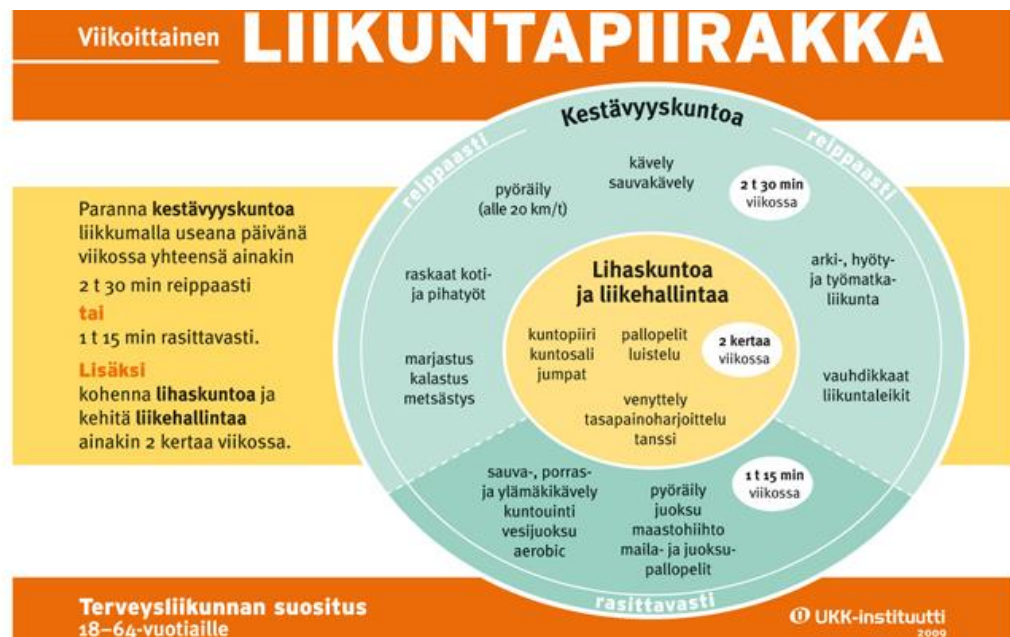 Viikoittainen LIIKUNTAPIIRAKKA
Paranna kestävyyskuntoa
liikkumalla useana päivänä
viikossa yhteensä ainakin
2 t 30 min reippaasti
tai
1 t 15 min rasittavasti.
Lisäksi
kohenna lihaskuntoa ja
kehitä liikehallintaa
ainakin 2 kertaa viikossa.
Kestävyyskuntoa
reippaasti
reippaasti
kävely
sauvakävely
2 t 30 min
viikossa
pyöräily
(alle 20 km/t)
raskaat koti-
ja pihatyöt
arki-, hyöty-
ja työmatka-
liikunta
marjastus
kalastus
metsästys
vauhdikkaat
liikuntaleikit
Lihaskuntoa
ja liikehallintaa
kuntopiiri
kuntosali
jumpat
pallopelit
luistelu
2 kertaa
viikossa
venyttely
tasapainoharjoittelu
tanssi
sauva-, porras-
ja ylämäkikävely
kuntouinti
vesijuoksu
aerobic
pyöräily
juoksu
maastohiihto
maila- ja juoksu-
pallopelit
1 t 15 min
viikossa
rasittavasti
Terveysliikunnan suositus
18–64-vuotiaille
UKK-instituutti
2009